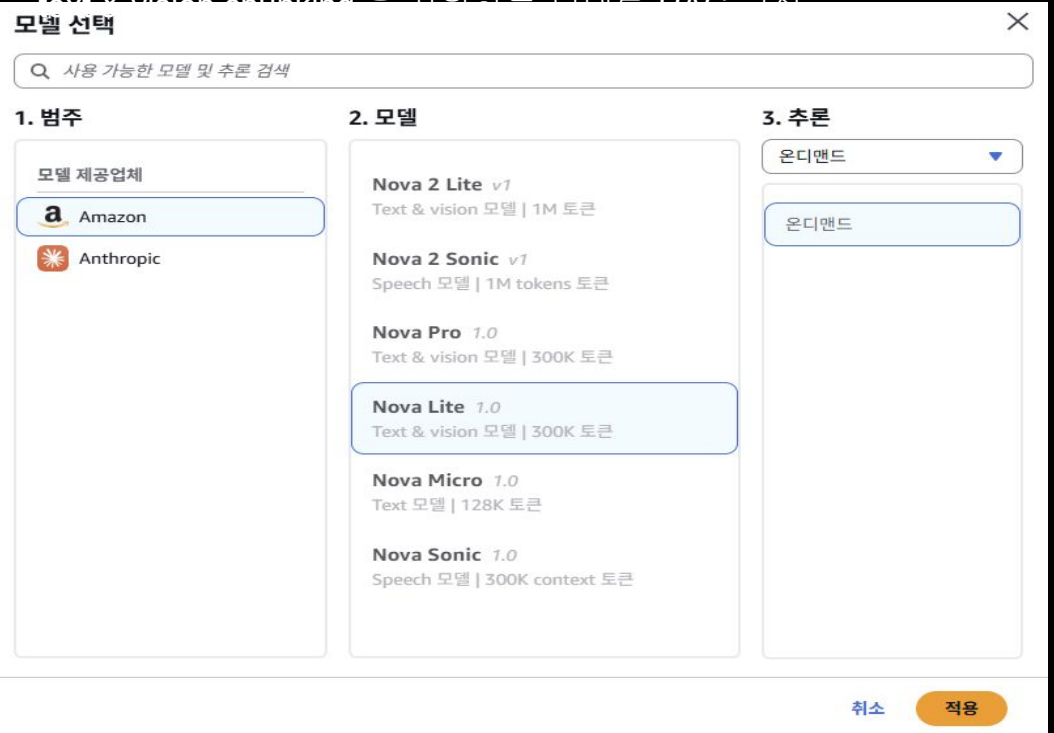 모델 선택
사용 가능한 모델 및 추론 검색
1. 범주
모델 제공업체
Amazon
Anthropic
2. 모델
Nova 2 Lite v1
Text & vision 모델 | 1M 토큰
Nova 2 Sonic v1
Speech 모델 | 1M tokens 토큰
Nova Pro 1.0
Text & vision 모델 | 300K 토큰
Nova Lite 1.0
Text & vision 모델 | 300K 토큰
Nova Micro 1.0
Text 모델 | 128K 토큰
Nova Sonic 1.0
Speech 모델 | 300K context 토큰
3. 추론
온디맨드
온디맨드
취소
적용